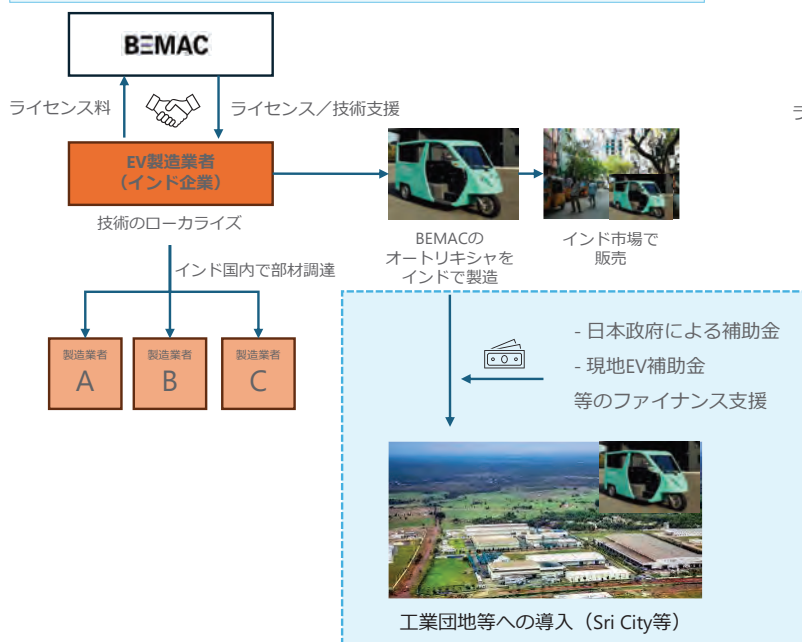 BEMAC
ライセンス料
ライセンス／技術支援
ラ
EV製造業者
（インド企業）
技術のローカライズ
BEMACの
オートリキシャを
インドで製造
インド市場で
販売
インド国内で部材調達
製造業者
A
製造業者
B
製造業者
C
- 日本政府による補助金
- 現地EV補助金
等のファイナンス支援
工業団地等への導入（Sri City等）